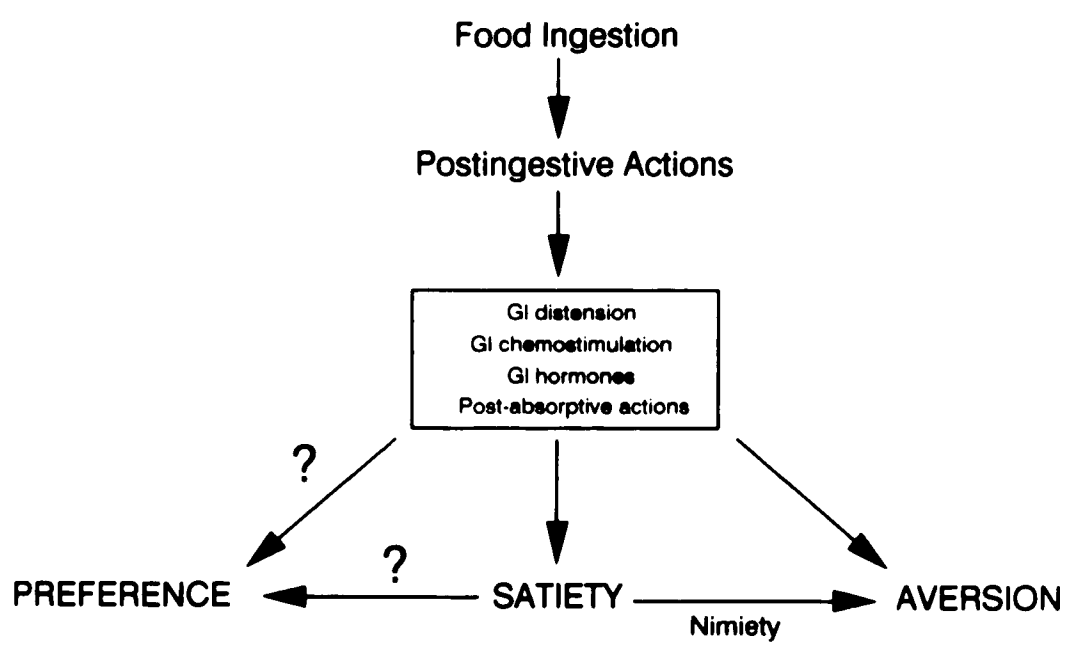 Food Ingestion
Postingestive Actions
GI distension
GI chemostimulation
GI hormones
Post-absorptive actions
?
?
PREFERENCE
SATIETY
AVERSION
Nimiety